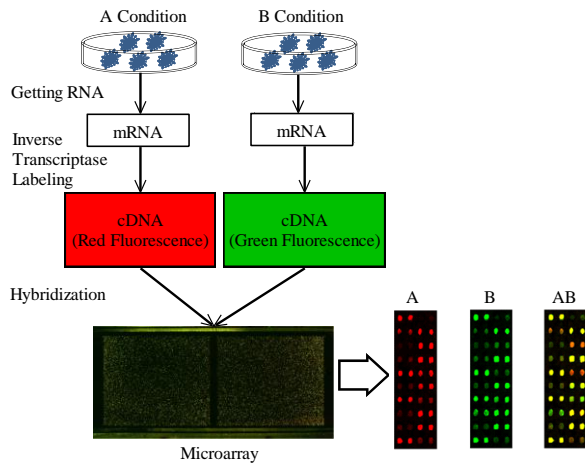 A Condition
B Condition
Getting RNA
mRNA
mRNA
Inverse
Transcriptase
Labeling
cDNA
(Red Fluorescence)
cDNA
(Green Fluorescence)
Hybridization
A
B
AB
Microarray